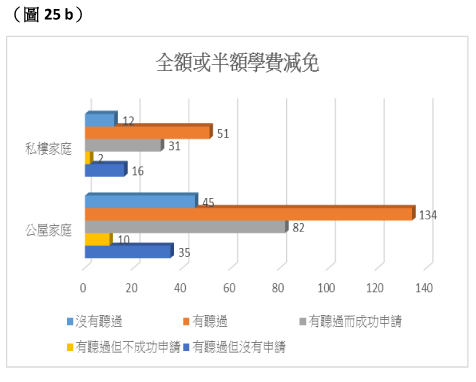 （圖 25 b）
全額或半額學費減免
私樓家庭
12
51
31
2
16
公屋家庭
45
134
82
10
35
0 20 40 60 80 100 120 140
沒有聽過 有聽過 有聽過而成功申請
有聽過但不成功申請 有聽過但沒有申請